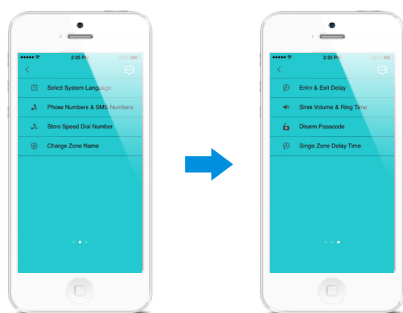 2:25 PM
Select System Language
Phone Numbers & SMS Numbers
Store Speed Dial Number
Change Zone Name
2:25 PM
Entry & Exit Delay
Siren Volume & Ring Time
Disarm Passcode
Single Zone Delay Time